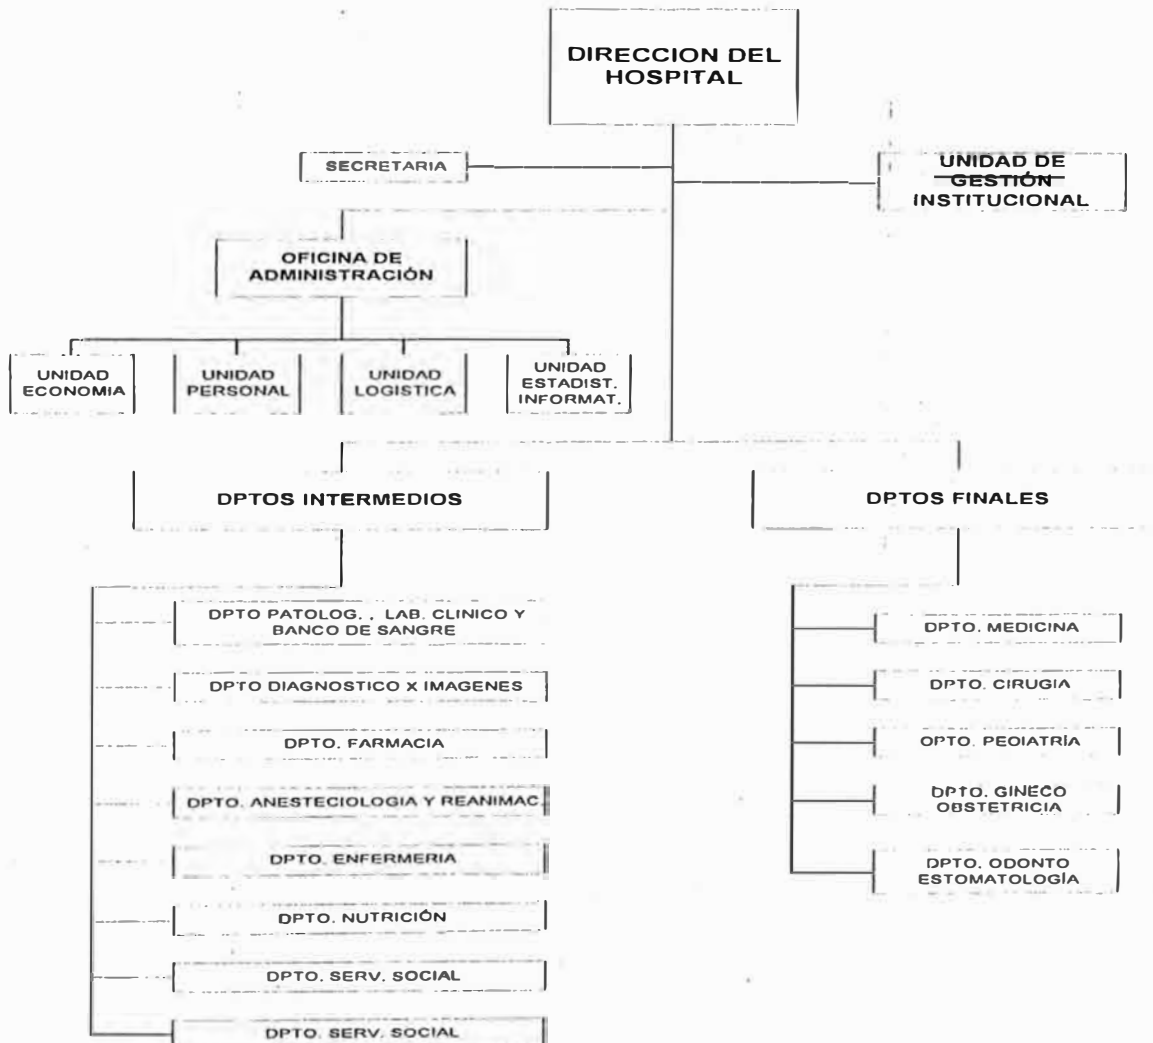 DIRECCION DEL
HOSPITAL
SECRETARIA
UNIDAD DE
GESTIÓN
INSTITUCIONAL
OFICINA DE
ADMINISTRACIÓN
UNIDAD
ECONOMIA
UNIDAD
PERSONAL
UNIDAD
LOGISTICA
UNIDAD
ESTADIST.
INFORMAT.
DPTOS INTERMEDIOS
DPTOS FINALES
DPTO PATOLOG. , LAB. CLINICO Y
BANCO DE SANGRE
DPTO DIAGNOSTICO X IMAGENES
DPTO. FARMACIA
DPTO. ANESTECIOLOGIA Y REANIMAC.
DPTO. ENFERMERIA
DPTO. NUTRICIÓN
DPTO. SERV. SOCIAL
DPTO. SERV. SOCIAL
DPTO. MEDICINA
DPTO. CIRUGIA
OPTO. PEOIATRÍA
DPTO. GINECO
OBSTETRICIA
DPTO. ODONTO
ESTOMATOLOGÍA